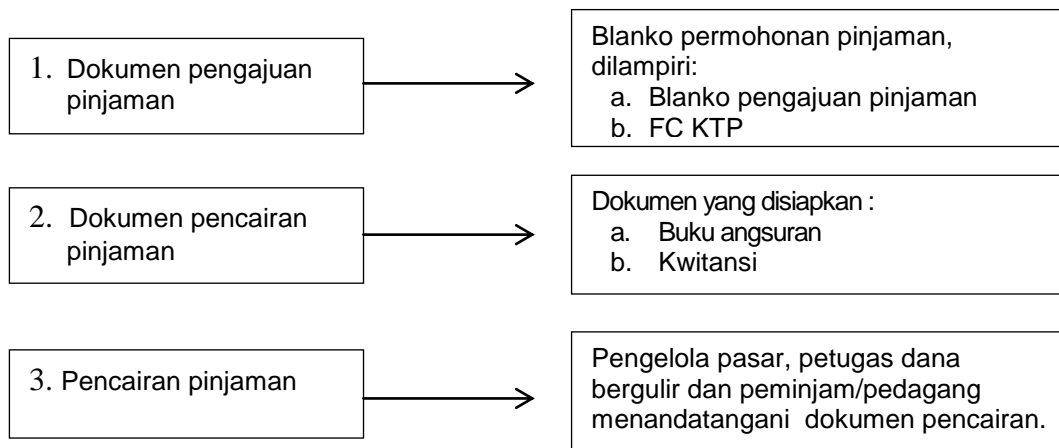 1. Dokumen pengajuan
pinjaman
Blanko permohonan pinjaman,
dilampiri:
a. Blanko pengajuan pinjaman
b. FC KTP
2. Dokumen pencairan
pinjaman
Dokumen yang disiapkan :
a. Buku angsuran
b. Kwitansi
3. Pencairan pinjaman
Pengelola pasar, petugas dana
bergulir dan peminjam/pedagang
menandatangani dokumen pencairan.